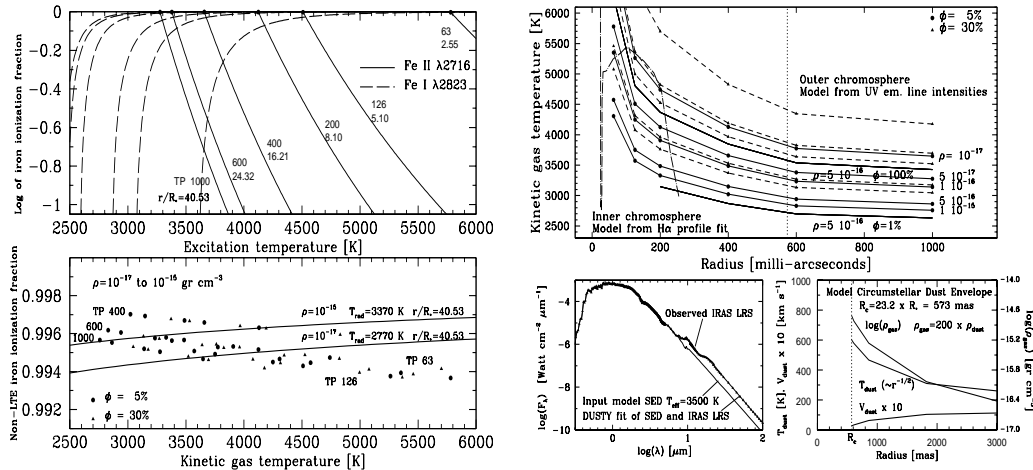 Log of iron ionization fraction
0
-0.2
-0.4
-0.6
-0.8
-1
2500 3000 3500 4000 4500 5000 5500 6000
Excitation temperature [K]
63
2.55
Fe II λ2716
Fe I λ2823
126
5.10
200
8.10
400
16.21
600
24.32
TP 1000
r/R*=40.53
Non-LTE iron ionization fraction
0.998
0.996
0.994
0.992
ρ=10⁻¹⁷ to 10⁻¹⁵ gr cm⁻³
TP 400
600
1000
ρ=10⁻¹⁵ Trad=3370 K r/R*=40.53
ρ=10⁻¹⁷ Trad=2770 K r/R*=40.53
TP 63
TP 126
ϕ = 5%
ϕ = 30%
2500 3000 3500 4000 4500 5000 5500 6000
Kinetic gas temperature [K]
Kinetic gas temperature [K]
6000
5500
5000
4500
4000
3500
3000
2500
ϕ= 5%
ϕ= 30%
Outer chromosphere
Model from UV em. line intensities
ρ= 10⁻¹⁷
ρ=5 10⁻¹⁶ ϕ=100%
5 10⁻¹⁷
1 10⁻¹⁶
5 10⁻¹⁶
1 10⁻¹⁵
ρ=5 10⁻¹⁶ ϕ=1%
Inner chromosphere
Model from Hα profile fit
0 200 400 600 800 1000
Radius [milli-arcseconds]
log(Fλ) [Watt cm⁻² μm⁻¹]
-4
-6
-8
-10
Observed IRAS LRS
Input model SED Teff=3500 K
DUSTY fit of SED and IRAS LRS
0 1 2
log(λ) [μm]
Tdust [K]. Vdust x 10 [km s⁻¹]
1000
800
600
400
200
0
Model Circumstellar Dust Envelope
Rc=23.2 x R* = 573 mas
log(ρgas) ρgas=200 x ρdust
Tdust (~r⁻¹/²)
Vdust x 10
-14.0
-14.6
-15.2
-15.8
-16.4
-17.0
log(ρgas) [gr cm⁻³]
0 Rc 1000 2000 3000
Radius [mas]